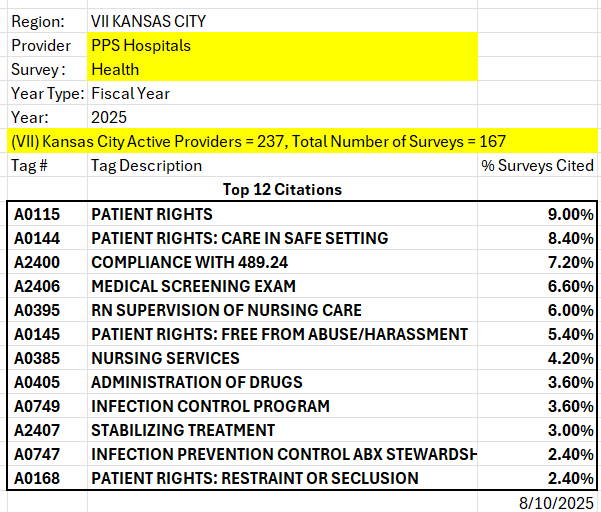 Region: VII KANSAS CITY
Provider PPS Hospitals
Survey : Health
Year Type: Fiscal Year
Year: 2025
(VII) Kansas City Active Providers = 237, Total Number of Surveys = 167
Tag # Tag Description % Surveys Cited
Top 12 Citations
A0115 PATIENT RIGHTS 9.00%
A0144 PATIENT RIGHTS: CARE IN SAFE SETTING 8.40%
A2400 COMPLIANCE WITH 489.24 7.20%
A2406 MEDICAL SCREENING EXAM 6.60%
A0395 RN SUPERVISION OF NURSING CARE 6.00%
A0145 PATIENT RIGHTS: FREE FROM ABUSE/HARASSMENT 5.40%
A0385 NURSING SERVICES 4.20%
A0405 ADMINISTRATION OF DRUGS 3.60%
A0749 INFECTION CONTROL PROGRAM 3.60%
A2407 STABILIZING TREATMENT 3.00%
A0747 INFECTION PREVENTION CONTROL ABX STEWARDSH 2.40%
A0168 PATIENT RIGHTS: RESTRAINT OR SECLUSION 2.40%
8/10/2025